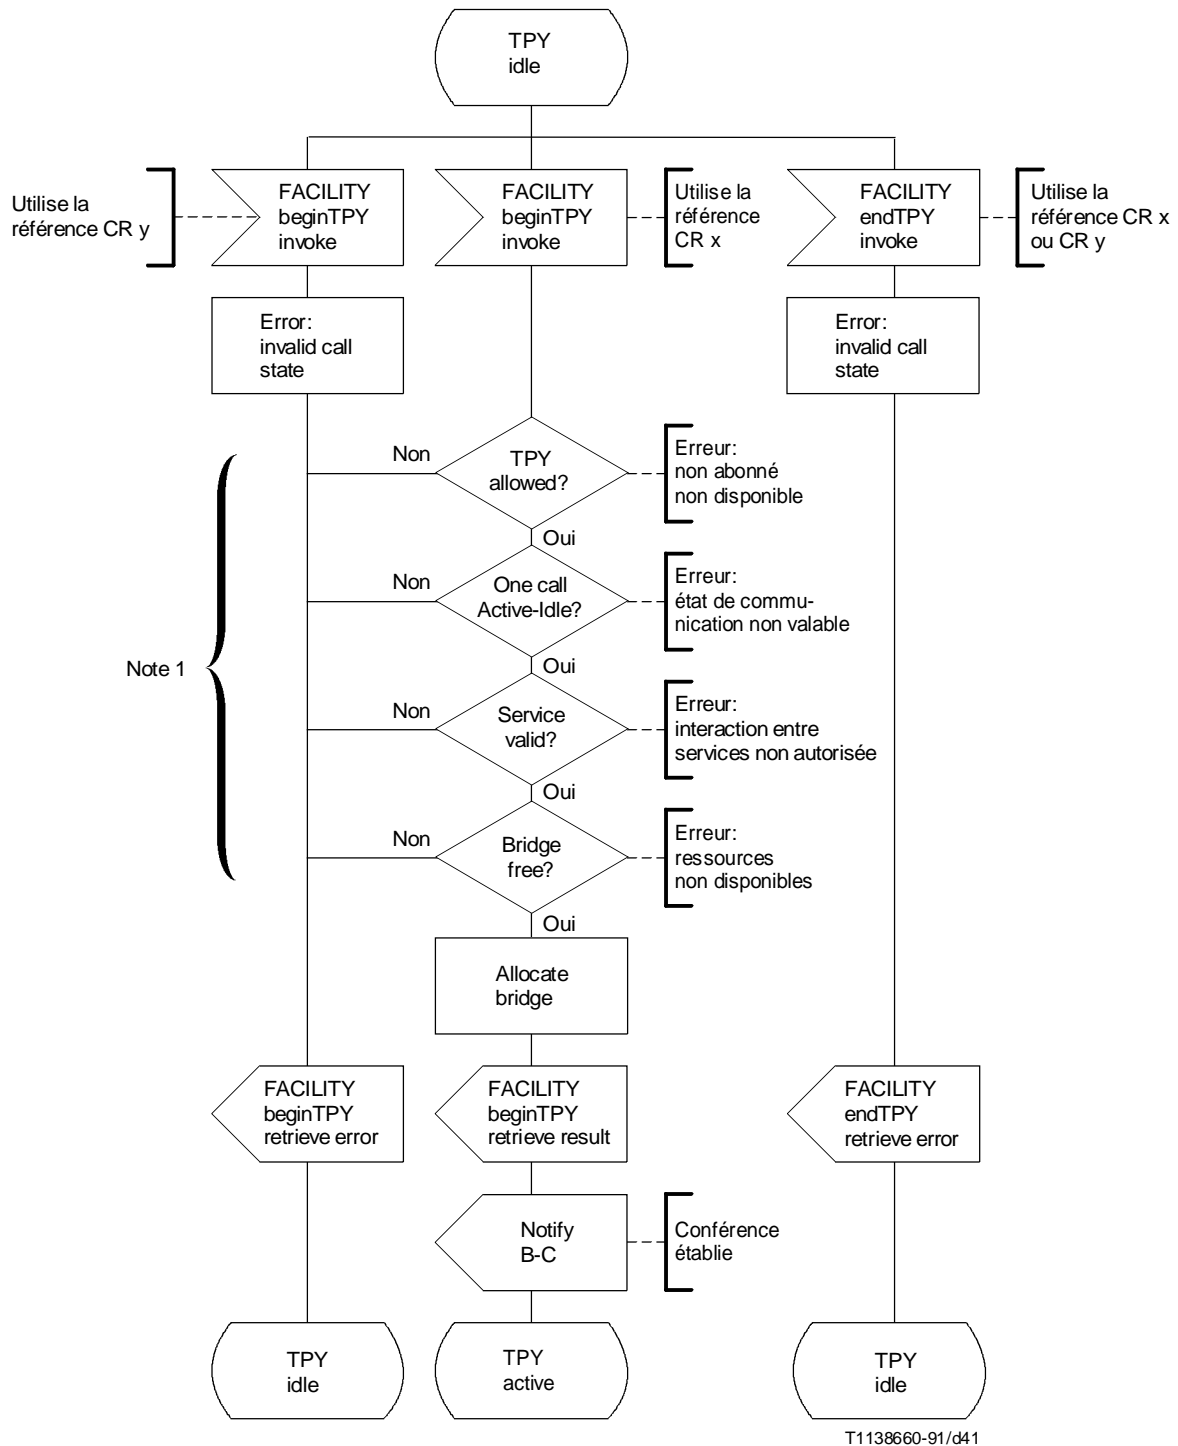 TPY
idle
Utilise la
référence CR y
FACILITY
beginTPY
invoke
FACILITY
beginTPY
invoke
Utilise la
référence
CR x
FACILITY
endTPY
invoke
Utilise la
référence CR x
ou CR y
Error:
invalid call
state
Error:
invalid call
state
Non
TPY
allowed?
Erreur:
non abonné
non disponible
Oui
Non
One call
Active-Idle?
Erreur:
état de commu-
nication non valable
Oui
Note 1
Non
Service
valid?
Erreur:
interaction entre
services non autorisée
Oui
Non
Bridge
free?
Erreur:
ressources
non disponibles
Oui
Allocate
bridge
FACILITY
beginTPY
retrieve error
FACILITY
beginTPY
retrieve result
FACILITY
endTPY
retrieve error
Notify
B-C
Conférence
établie
TPY
idle
TPY
active
TPY
idle
T1138660-91/d41